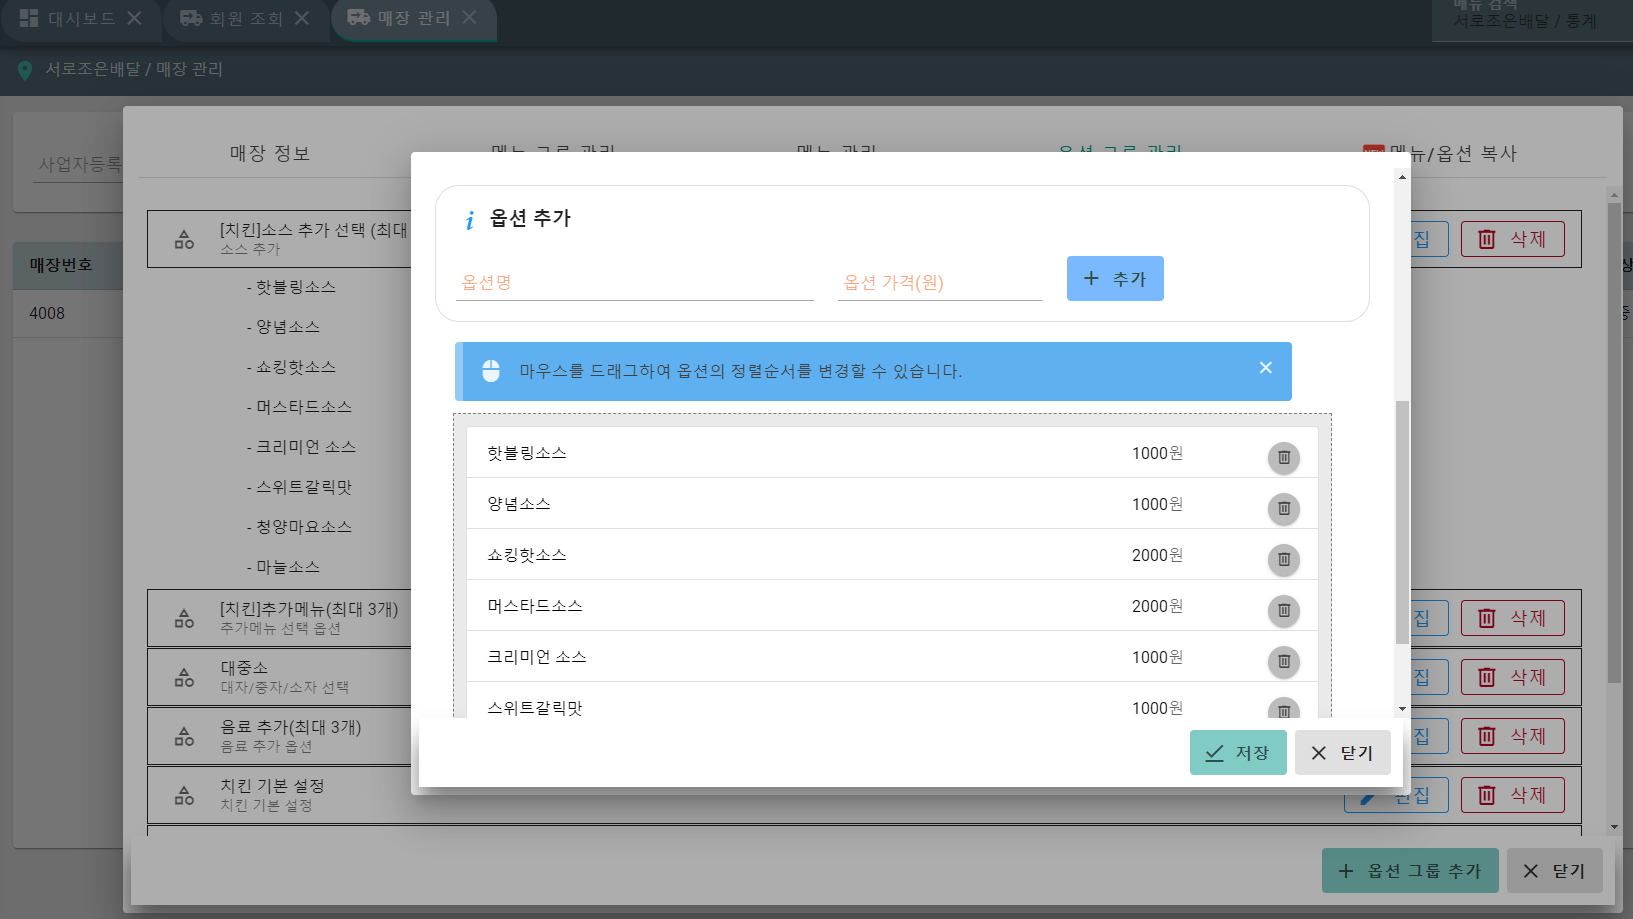 대시보드
회원 조회
매장 관리
메뉴 검색
서로조은배달 / 통계
서로조은배달 / 매장 관리
사업자등록
매장 정보
메뉴 그룹 관리
메뉴 관리
옵션 그룹 관리
메뉴/옵션 복사
매장번호
4008
[치킨]소스 추가 선택 (최대
소스 추가
삭제
- 핫블링소스
- 양념소스
- 쇼킹핫소스
- 머스타드소스
- 크리미언 소스
- 스위트갈릭맛
- 청양마요소스
- 마늘소스
[치킨]추가메뉴(최대 3개)
추가메뉴 선택 옵션
집
삭제
대중소
대자/중자/소자 선택
집
삭제
음료 추가(최대 3개)
음료 추가 옵션
집
삭제
치킨 기본 설정
치킨 기본 설정
편집
삭제
옵션 추가
옵션명
옵션 가격(원)
추가
마우스를 드래그하여 옵션의 정렬순서를 변경할 수 있습니다.
핫블링소스 1000원
양념소스 1000원
쇼킹핫소스 2000원
머스타드소스 2000원
크리미언 소스 1000원
스위트갈릭맛 1000원
저장
닫기
옵션 그룹 추가
닫기